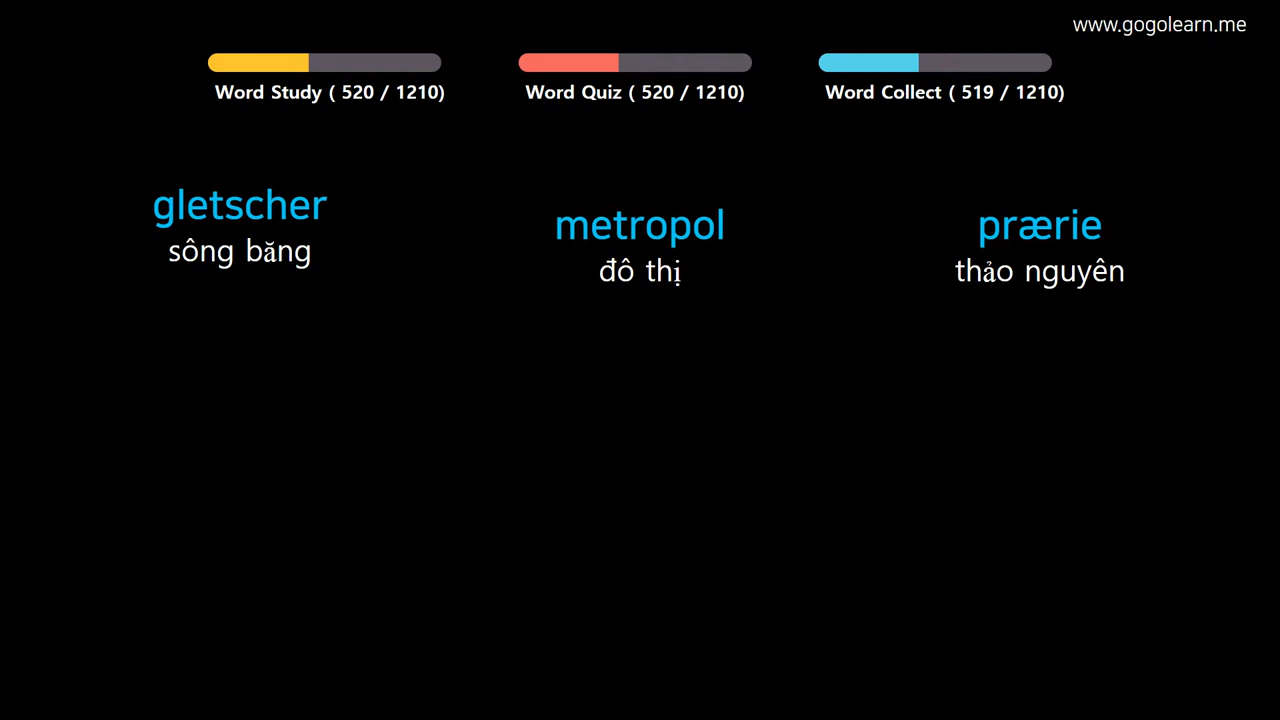 www.gogolearn.me
Word Study ( 520 / 1210)
Word Quiz ( 520 / 1210)
Word Collect ( 519 / 1210)
gletscher
sông băng
metropol
đô thị
prærie
thảo nguyên